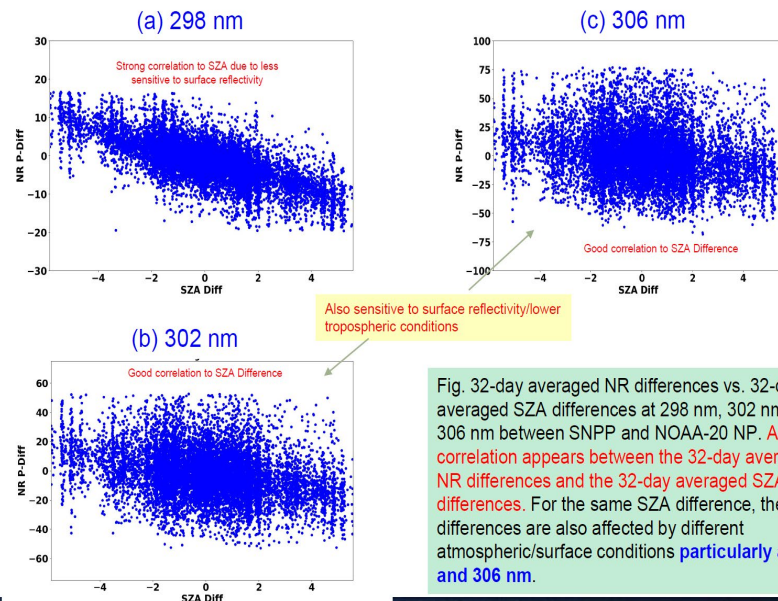 (a) 298 nm
30
20
10
0
−10
−20
−30
NR P-Diff
Strong correlation to SZA due to less
sensitive to surface reflectivity
−4 −2 0 2 4
SZA Diff
(c) 306 nm
100
75
50
25
0
−25
−50
−75
−100
NR P-Diff
Good correlation to SZA Difference
−4 −2 0 2 4
SZA Diff
Also sensitive to surface reflectivity/lower
tropospheric conditions
(b) 302 nm
60
40
20
0
−20
−40
−60
NR P-Diff
Good correlation to SZA Difference
−4 −2 0 2 4
SZA Diff
Fig. 32-day averaged NR differences vs. 32-
averaged SZA differences at 298 nm, 302
306 nm between SNPP and NOAA-20 NP.
correlation appears between the 32-day
NR differences and the 32-day averaged
differences. For the same SZA difference,
differences are also affected by different
atmospheric/surface conditions particularly
and 306 nm.